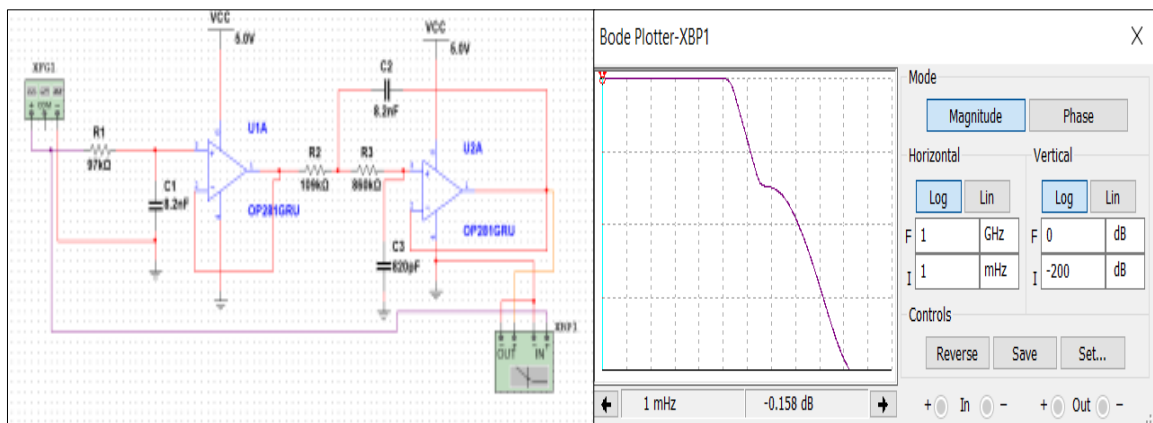 VCC
5.0V
VCC
5.0V
XFG1
COM
C2
8.2nF
R1
97kΩ
U1A
R2
109kΩ
R3
860kΩ
U2A
C1
8.2nF
OP281GRU
OP281GRU
C3
820pF
XBP1
OUT IN
Bode Plotter-XBP1 X
Mode
Magnitude Phase
Horizontal Vertical
Log Lin Log Lin
F 1 GHz F 0 dB
I 1 mHz I -200 dB
Controls
Reverse Save Set...
1 mHz -0.158 dB
+ In - + Out -